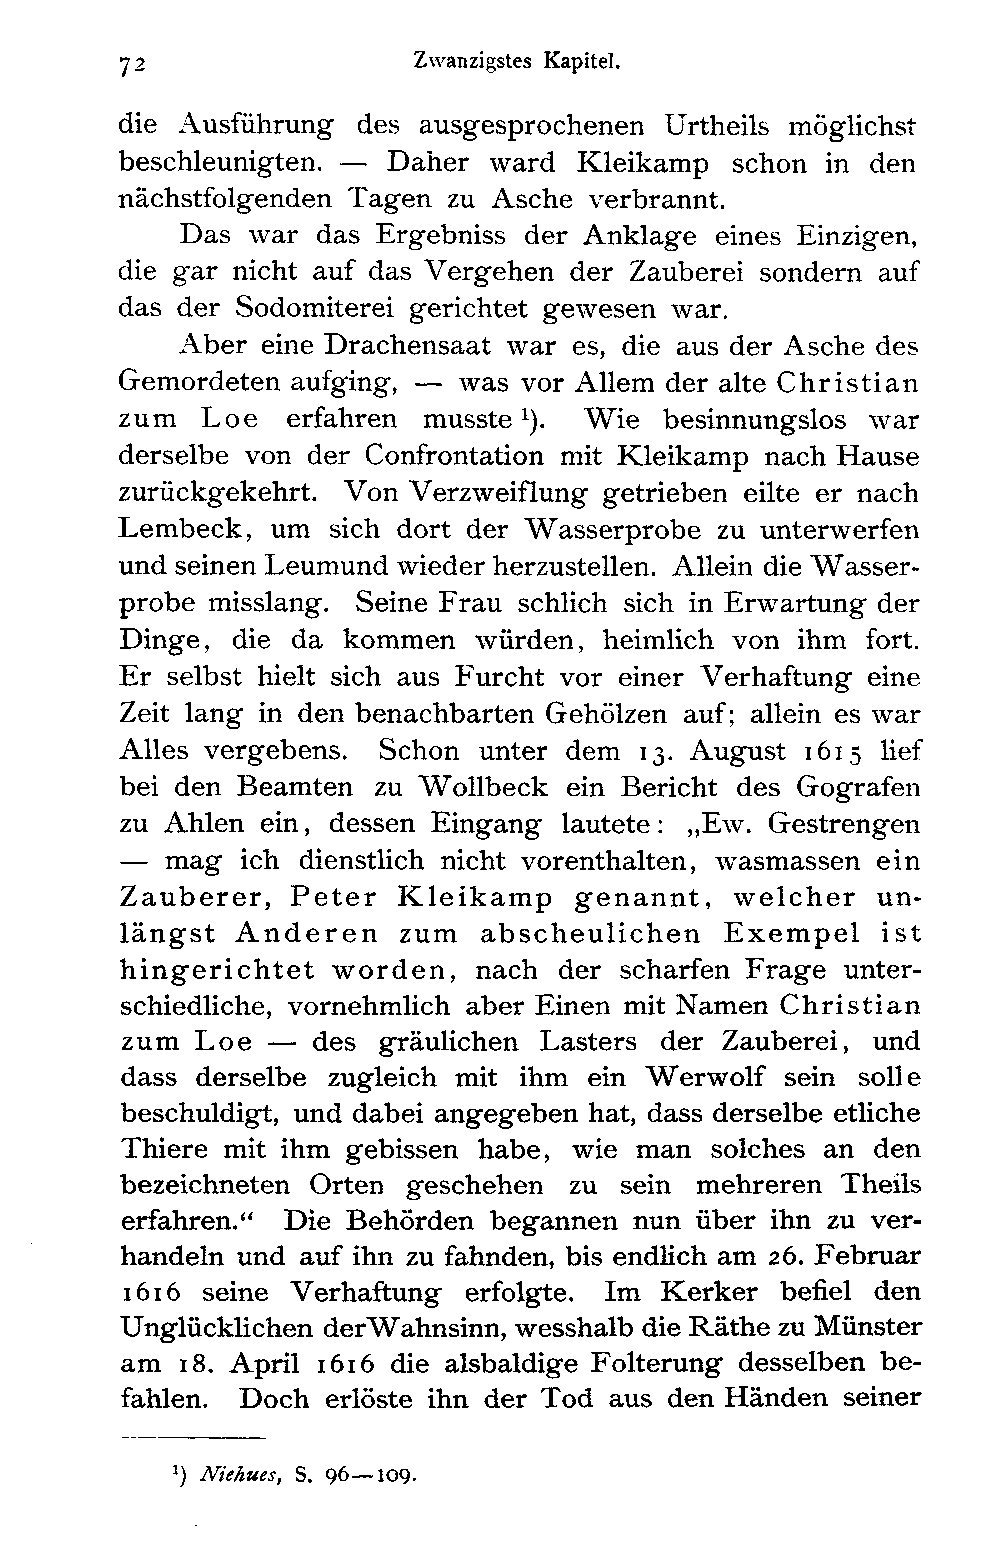 72 Zwanzigstes Kapitel.
die Ausführung des ausgesprochenen Urtheils möglichst
beschleunigten. — Daher ward Kleikamp schon in den
nächstfolgenden Tagen zu Asche verbrannt.
Das war das Ergebniss der Anklage eines Einzigen,
die gar nicht auf das Vergehen der Zauberei sondern auf
das der Sodomiterei gerichtet gewesen war.
Aber eine Drachensaat war es, die aus der Asche des
Gemordeten aufging, — was vor Allem der alte Christian
zum Loe erfahren musste ¹). Wie besinnungslos war
derselbe von der Confrontation mit Kleikamp nach Hause
zurückgekehrt. Von Verzweiflung getrieben eilte er nach
Lembeck, um sich dort der Wasserprobe zu unterwerfen
und seinen Leumund wieder herzustellen. Allein die Wasser-
probe misslang. Seine Frau schlich sich in Erwartung der
Dinge, die da kommen würden, heimlich von ihm fort.
Er selbst hielt sich aus Furcht vor einer Verhaftung eine
Zeit lang in den benachbarten Gehölzen auf; allein es war
Alles vergebens. Schon unter dem 13. August 1615 lief
bei den Beamten zu Wollbeck ein Bericht des Gografen
zu Ahlen ein, dessen Eingang lautete: „Ew. Gestrengen
— mag ich dienstlich nicht vorenthalten, wasmassen ein
Zauberer, Peter Kleikamp genannt, welcher un-
längst Anderen zum abscheulichen Exempel ist
hingerichtet worden, nach der scharfen Frage unter-
schiedliche, vornehmlich aber Einen mit Namen Christian
zum Loe — des gräulichen Lasters der Zauberei, und
dass derselbe zugleich mit ihm ein Werwolf sein solle
beschuldigt, und dabei angegeben hat, dass derselbe etliche
Thiere mit ihm gebissen habe, wie man solches an den
bezeichneten Orten geschehen zu sein mehreren Theils
erfahren.“ Die Behörden begannen nun über ihn zu ver-
handeln und auf ihn zu fahnden, bis endlich am 26. Februar
1616 seine Verhaftung erfolgte. Im Kerker befiel den
Unglücklichen derWahnsinn, wesshalb die Räthe zu Münster
am 18. April 1616 die alsbaldige Folterung desselben be-
fahlen. Doch erlöste ihn der Tod aus den Händen seiner
¹) Niehues, S. 96—109.